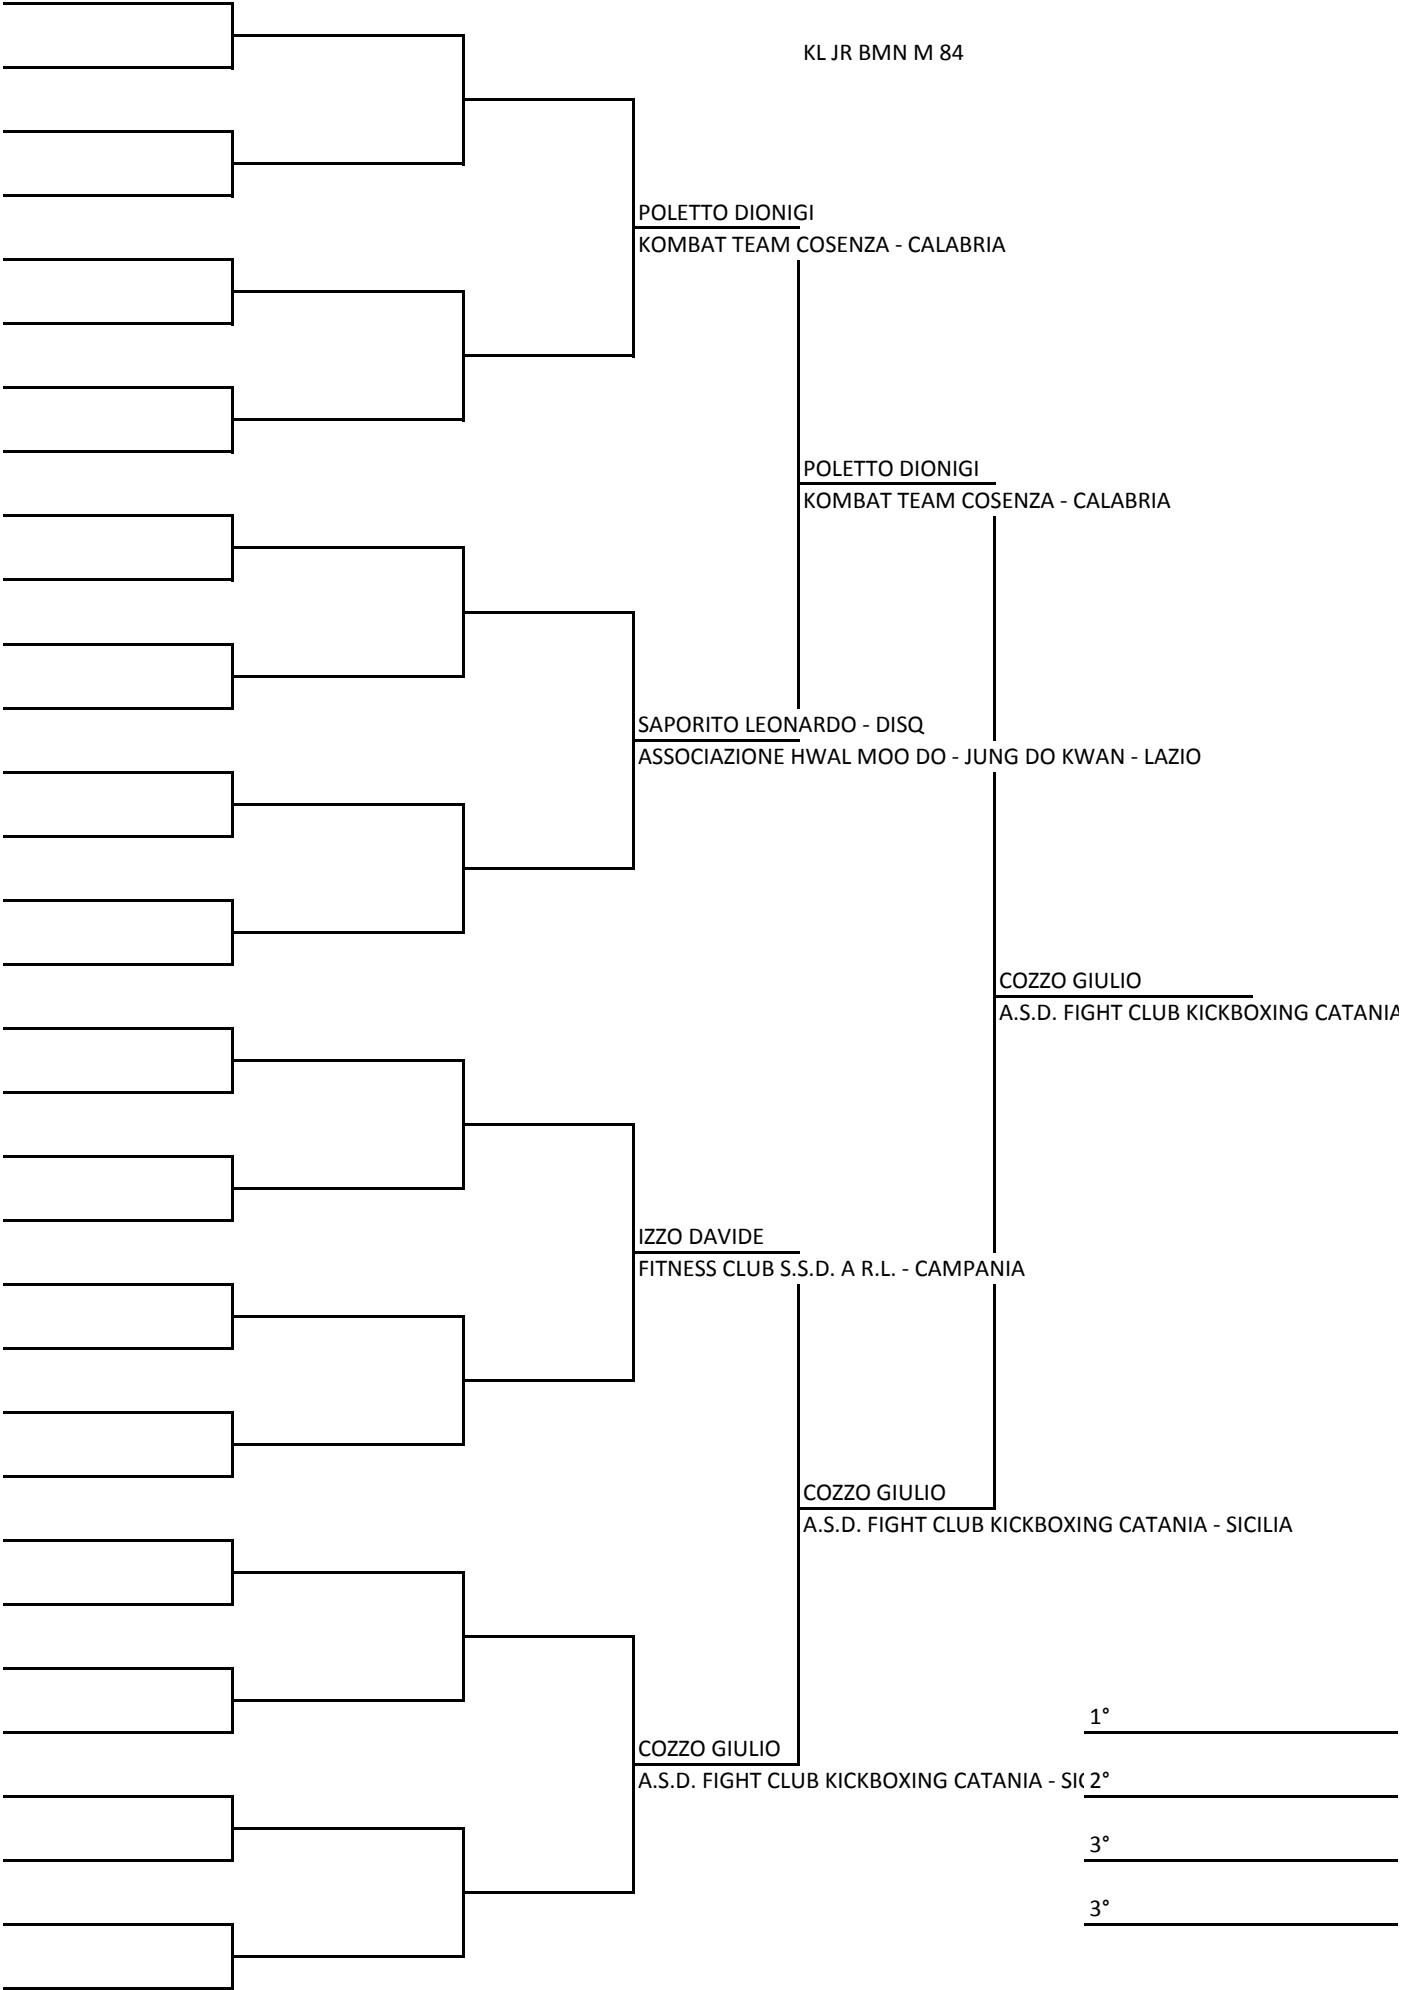 KL JR BMN M 84
POLETTO DIONIGI
KOMBAT TEAM COSENZA - CALABRIA
POLETTO DIONIGI
KOMBAT TEAM COSENZA - CALABRIA
SAPORITO LEONARDO - DISQ
ASSOCIAZIONE HWAL MOO DO - JUNG DO KWAN - LAZIO
COZZO GIULIO
A.S.D. FIGHT CLUB KICKBOXING CATANIA
IZZO DAVIDE
FITNESS CLUB S.S.D. A R.L. - CAMPANIA
COZZO GIULIO
A.S.D. FIGHT CLUB KICKBOXING CATANIA - SICILIA
1°
COZZO GIULIO
A.S.D. FIGHT CLUB KICKBOXING CATANIA - SIC
2°
3°
3°